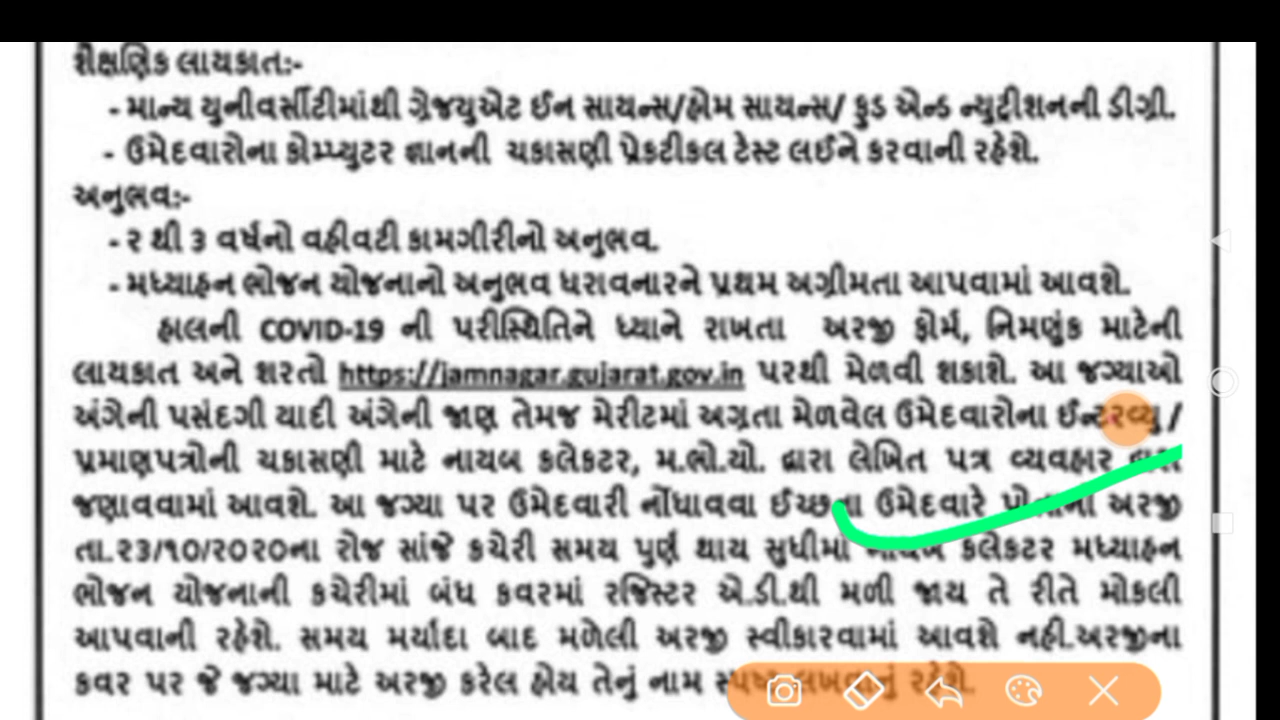 શૈક્ષણિક લાયકાત:-
- માન્ય યુનીવર્સીટીમાંથી ગ્રેજ્યુએટ ઈન સાયન્સ/હોમ સાયન્સ/ ફુડ એન્ડ ન્યુટ્રીશનની ડીગ્રી.
- ઉમેદવારોના કોમ્પ્યુટર જ્ઞાનની ચકાસણી પ્રેકટીકલ ટેસ્ટ લઈને કરવાની રહેશે.
અનુભવ:-
- ૨ થી ૩ વર્ષનો વહીવટી કામગીરીનો અનુભવ.
- મધ્યાહન ભોજન યોજનાનો અનુભવ ધરાવનારને પ્રથમ અગ્રીમતા આપવામાં આવશે.
હાલની COVID-19 ની પરીસ્થિતિને ધ્યાને રાખતા અરજી ફોર્મ, નિમણુંક માટેની
લાયકાત અને શરતો https://jamnagar.gujarat.gov.in પરથી મેળવી શકાશે. આ જગ્યાઓ
અંગેની પસંદગી યાદી અંગેની જાણ તેમજ મેરીટમાં અગ્રતા મેળવેલ ઉમેદવારોના ઈન્ટરવ્યુ /
પ્રમાણપત્રોની ચકાસણી માટે નાયબ કલેકટર, મ.ભો.યો. દ્વારા લેખિત પત્ર વ્યવહાર દ્વારા
જણાવવામાં આવશે. આ જગ્યા પર ઉમેદવારી નોંધાવવા ઈચ્છતા ઉમેદવારે પોતાની અરજી
તા.૨૩/૧૦/૨૦૨૦ના રોજ સાંજે કચેરી સમય પુર્ણ થાય સુધીમાં નાયબ કલેકટર મધ્યાહન
ભોજન યોજનાની કચેરીમાં બંધ કવરમાં રજિસ્ટર એ.ડી.થી મળી જાય તે રીતે મોકલી
આપવાની રહેશે. સમય મર્યાદા બાદ મળેલી અરજી સ્વીકારવામાં આવશે નહી.અરજીના
કવર પર જે જગ્યા માટે અરજી કરેલ હોય તેનું નામ સ્પષ્ટ લખવાનું રહેશે.